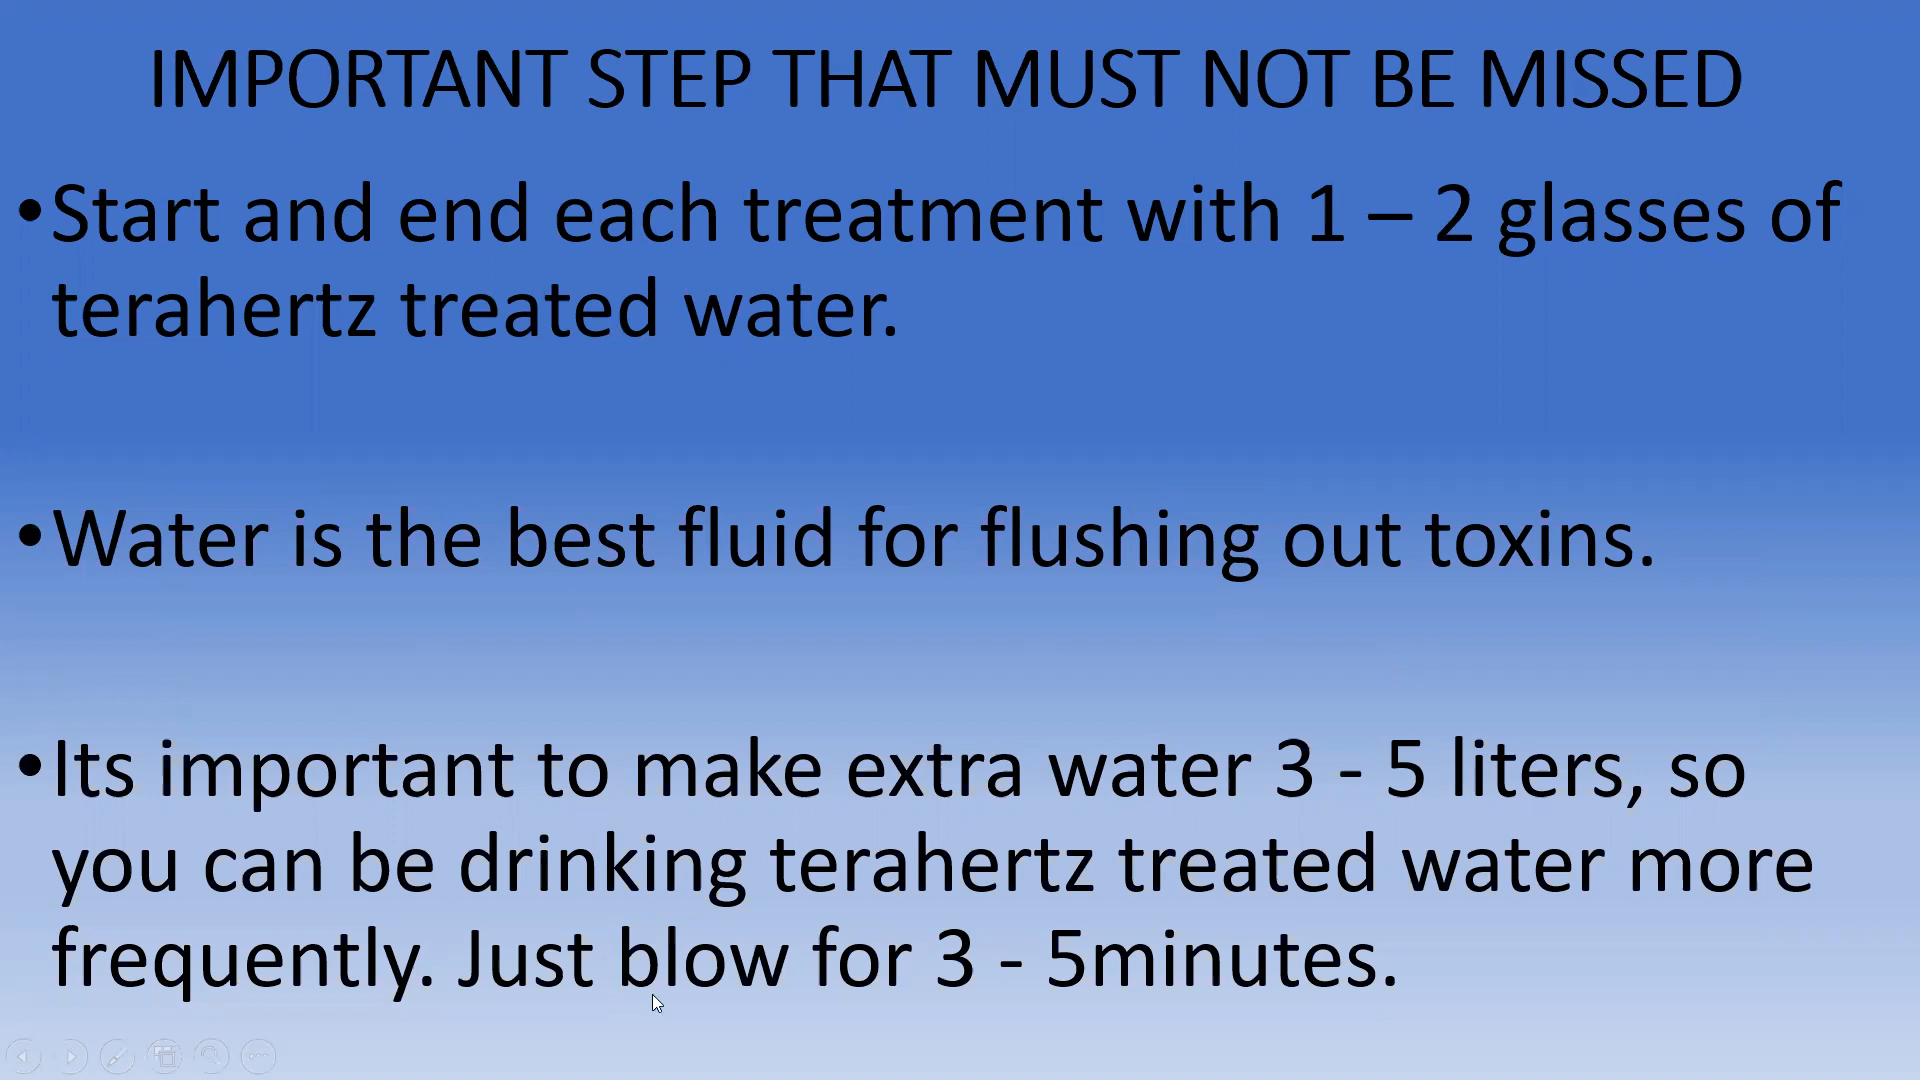 IMPORTANT STEP THAT MUST NOT BE MISSED
•Start and end each treatment with 1 – 2 glasses of
terahertz treated water.
•Water is the best fluid for flushing out toxins.
•Its important to make extra water 3 - 5 liters, so
you can be drinking terahertz treated water more
frequently. Just blow for 3 - 5minutes.